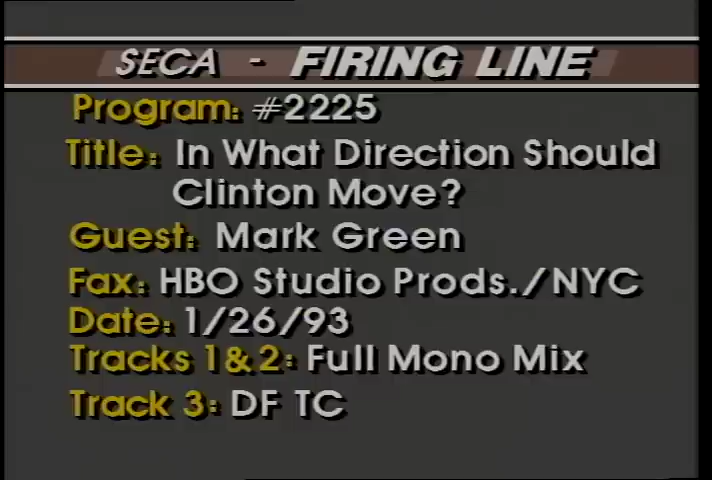 SECA - FIRING LINE
Program: #2225
Title: In What Direction Should
Clinton Move?
Guest: Mark Green
Fax: HBO Studio Prods./NYC
Date: 1/26/93
Tracks 1&2: Full Mono Mix
Track 3: DF TC